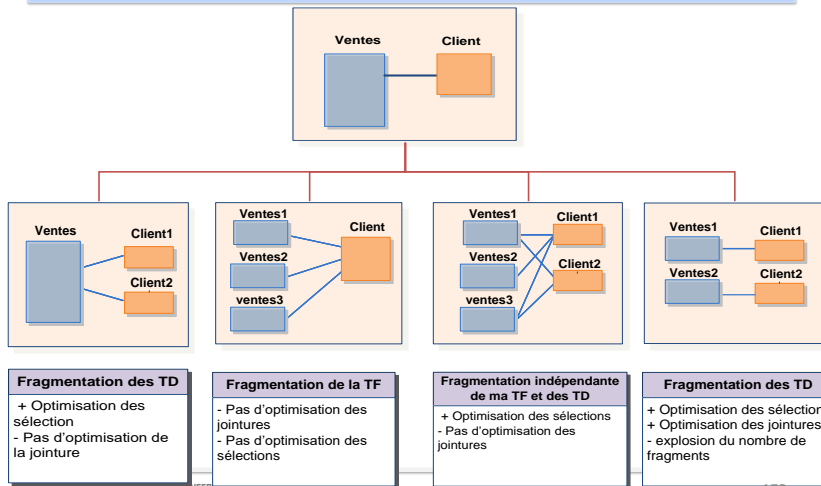 Ventes
Client
Ventes
Client1
Client2
Ventes1
Client
Ventes2
ventes3
Ventes1
Client1
Ventes2
Client2
ventes3
Ventes1
Client1
Ventes2
Client2
Fragmentation des TD
+ Optimisation des
sélection
- Pas d'optimisation de
la jointure
Fragmentation de la TF
- Pas d'optimisation des
jointures
- Pas d'optimisation des
sélections
Fragmentation indépendante
de ma TF et des TD
+ Optimisation des sélections
- Pas d'optimisation des
jointures
Fragmentation des TD
+ Optimisation des sélection
+ Optimisation des jointures
- explosion du nombre de
fragments